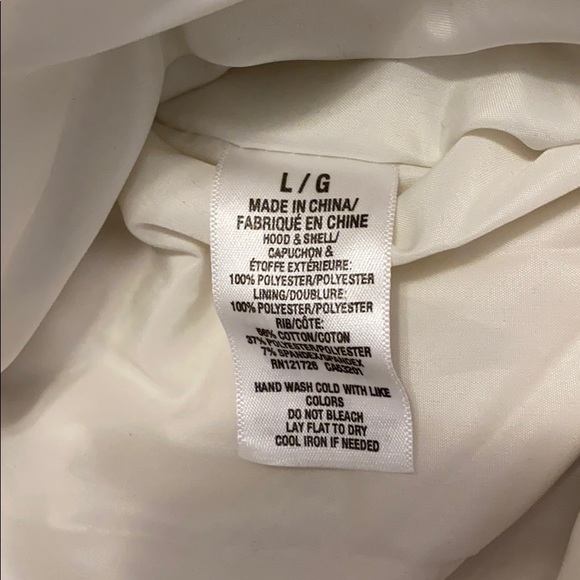 L / G
MADE IN CHINA/
FABRIQUÉ EN CHINE
HOOD & SHELL/
CAPUCHON &
ÉTOFFE EXTÉRIEURE:
100% POLYESTER/POLYESTER
LINING/DOUBLURE:
100% POLYESTER/POLYESTER
RIB/CÔTE:
56% COTTON/COTON
37% POLYESTER/POLYESTER
7% SPANDEX/SPANDEX
RN121726 CA53201
HAND WASH COLD WITH LIKE
COLORS
DO NOT BLEACH
LAY FLAT TO DRY
COOL IRON IF NEEDED